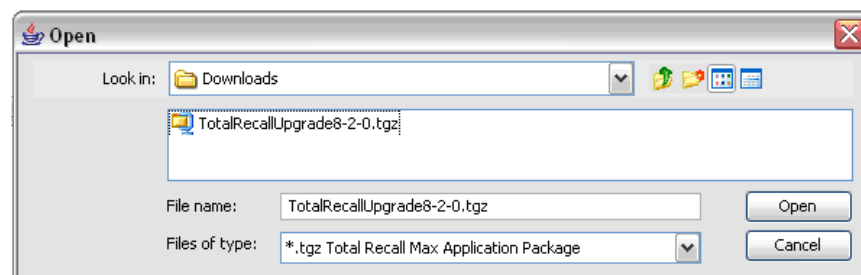 Open
Look in: Downloads
TotalRecallUpgrade8-2-0.tgz
File name: TotalRecallUpgrade8-2-0.tgz Open
Files of type: *.tgz Total Recall Max Application Package Cancel